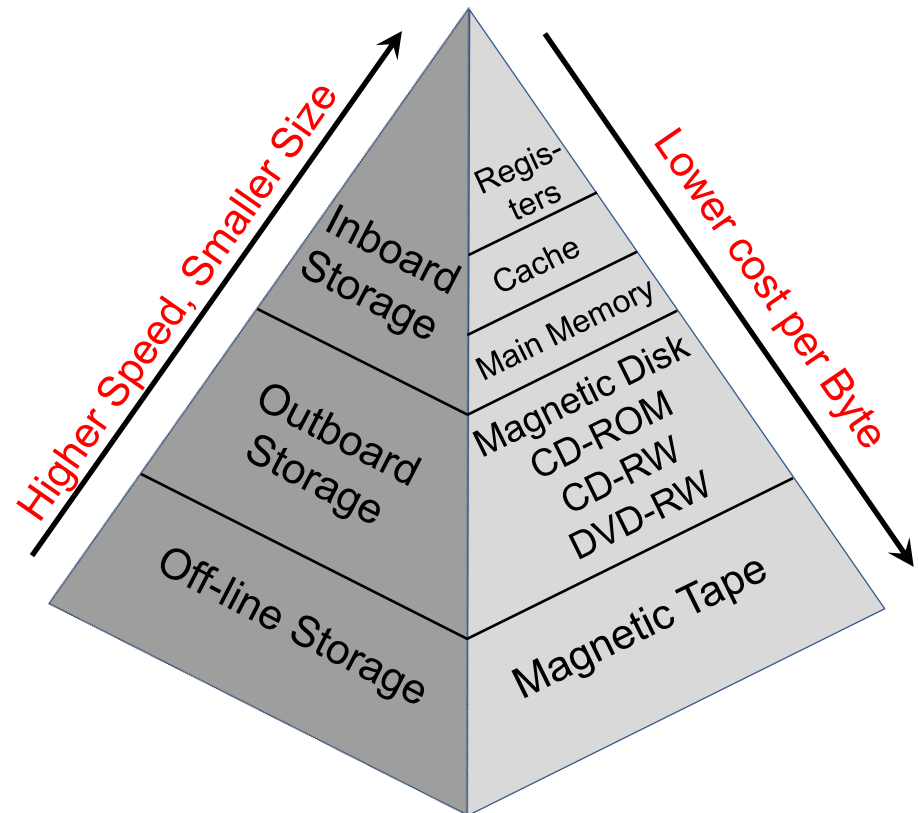 Higher Speed, Smaller Size
Inboard
Storage
Outboard
Storage
Off-line Storage
Regis-
ters
Cache
Main Memory
Magnetic Disk
CD-ROM
CD-RW
DVD-RW
Magnetic Tape
Lower cost per Byte